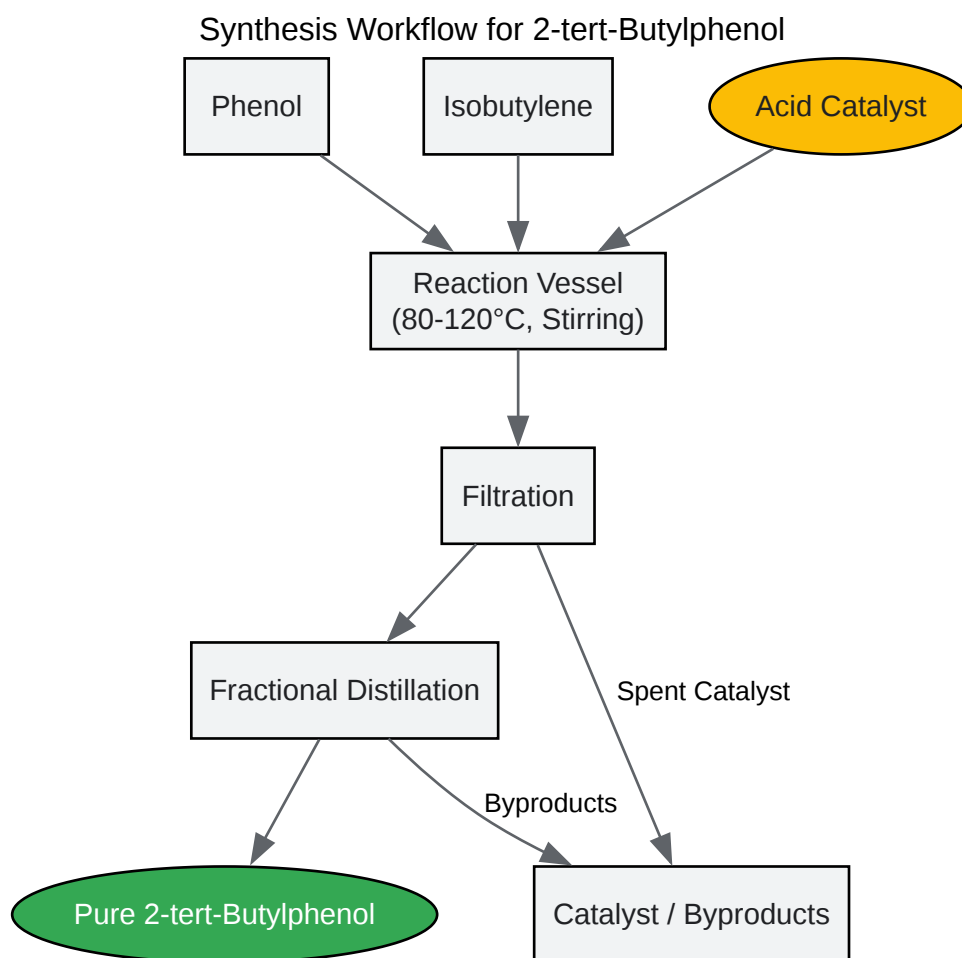 Synthesis Workflow for 2-tert-Butylphenol
Phenol
Isobutylene
Acid Catalyst
Reaction Vessel
(80-120°C, Stirring)
Filtration
Fractional Distillation
Spent Catalyst
Byproducts
Pure 2-tert-Butylphenol
Catalyst / Byproducts